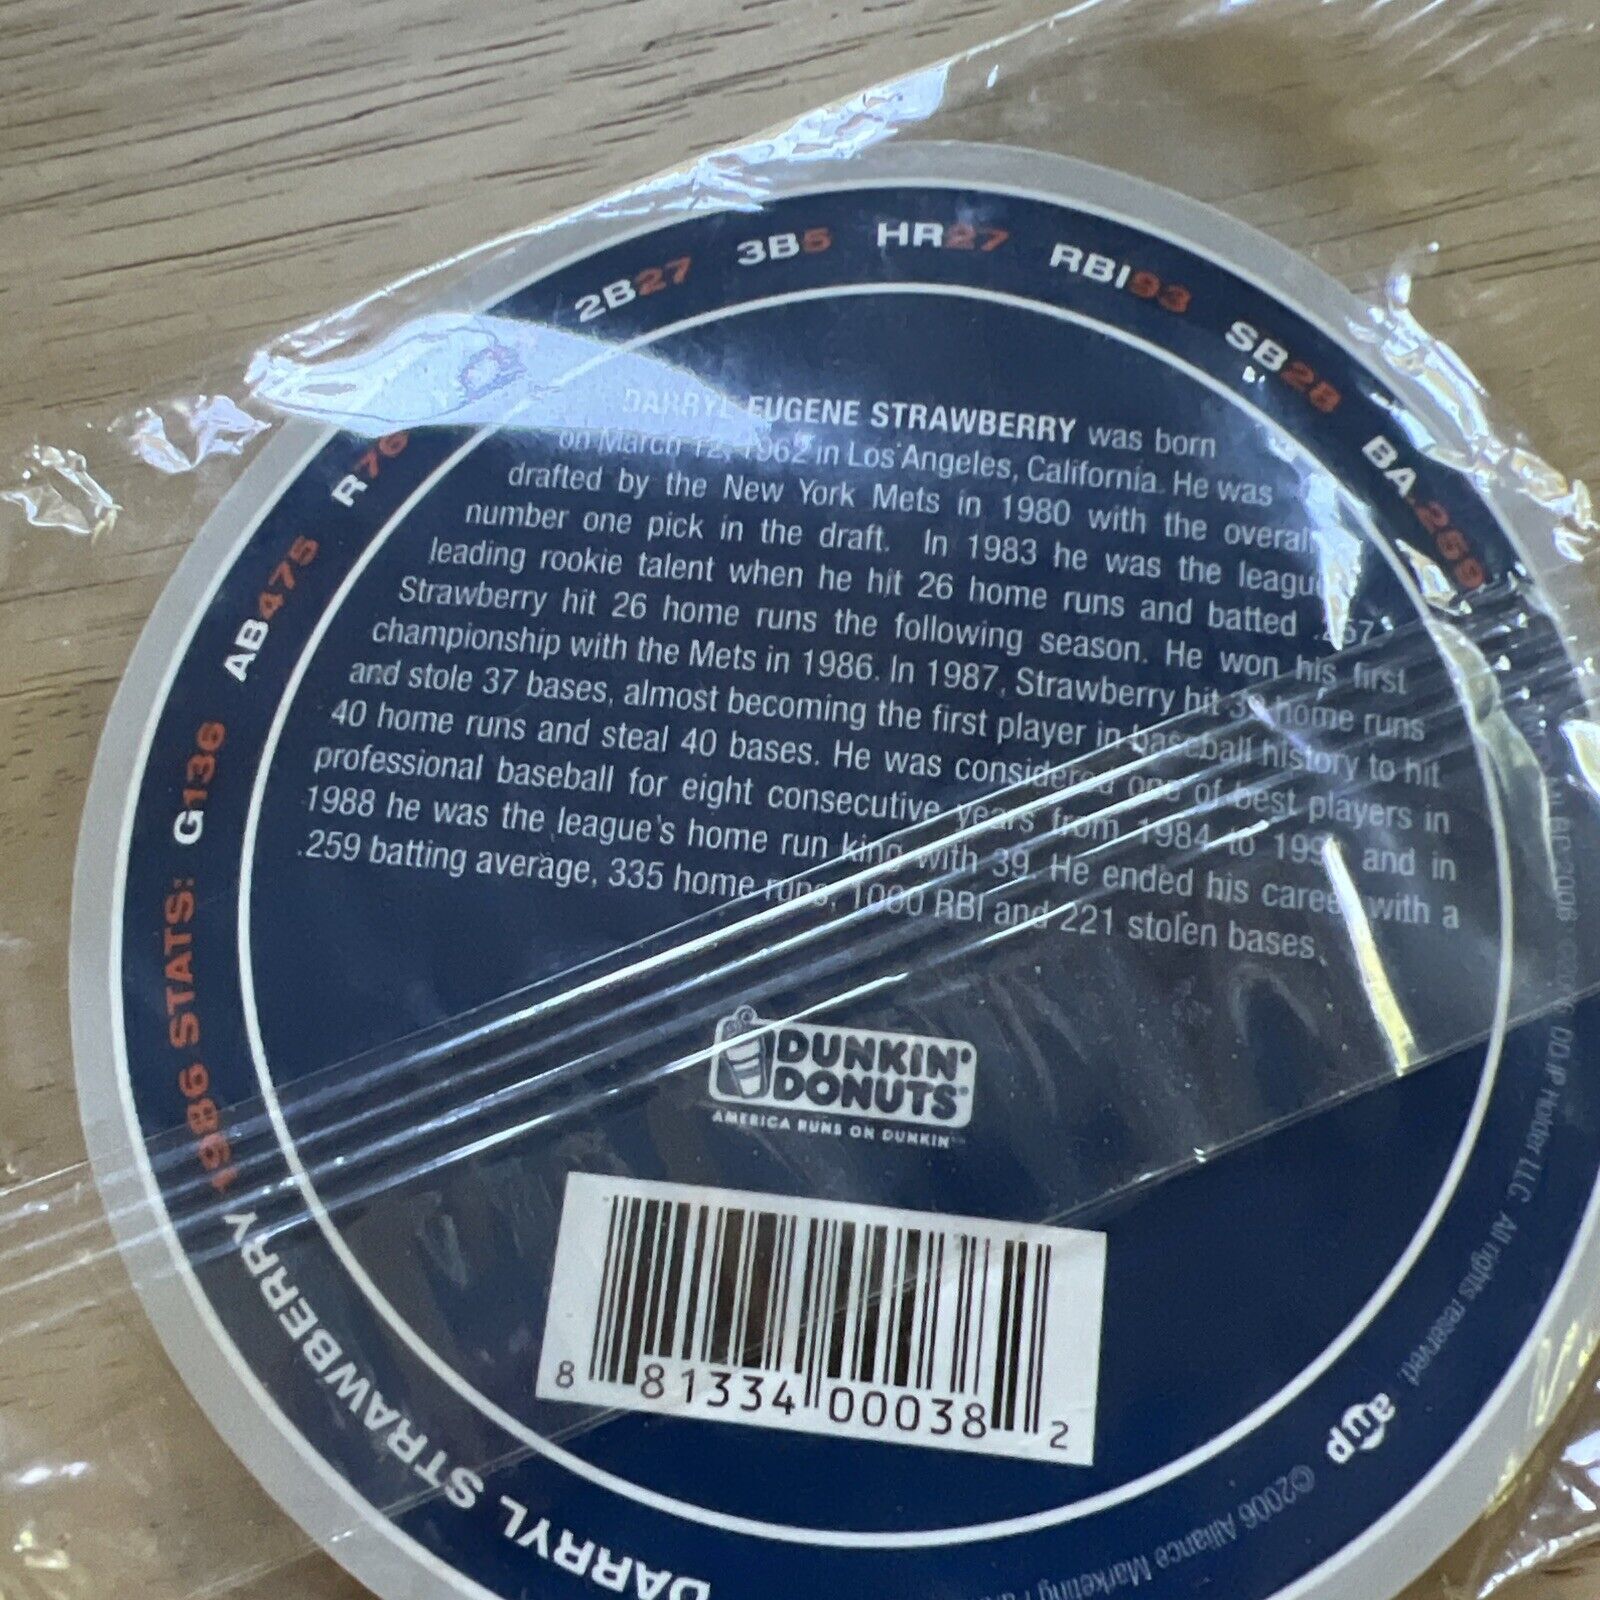 DARRYL STRAWBERRY
1986 STATS: G136 AB475 R76 2B27 3B5 HR27 RBI93 SB28 BA.259
DARRYL EUGENE STRAWBERRY was born
on March 12, 1962 in Los Angeles, California. He was
drafted by the New York Mets in 1980 with the overall
number one pick in the draft. In 1983 he was the league
leading rookie talent when he hit 26 home runs and batted .257.
Strawberry hit 26 home runs the following season. He won his first
championship with the Mets in 1986. In 1987, Strawberry hit 39 home runs
and stole 37 bases, almost becoming the first player in baseball history to hit
40 home runs and steal 40 bases. He was considered one of best players in
professional baseball for eight consecutive years from 1984 to 1991 and in
1988 he was the league's home run king with 39. He ended his career with a
.259 batting average, 335 home runs, 1000 RBI and 221 stolen bases.
DUNKIN'
DONUTS®
AMERICA RUNS ON DUNKIN'™
8 81334 00038 2
2006 DD IP Holder LLC. All rights reserved.
amp
©2006 Alliance Marketing